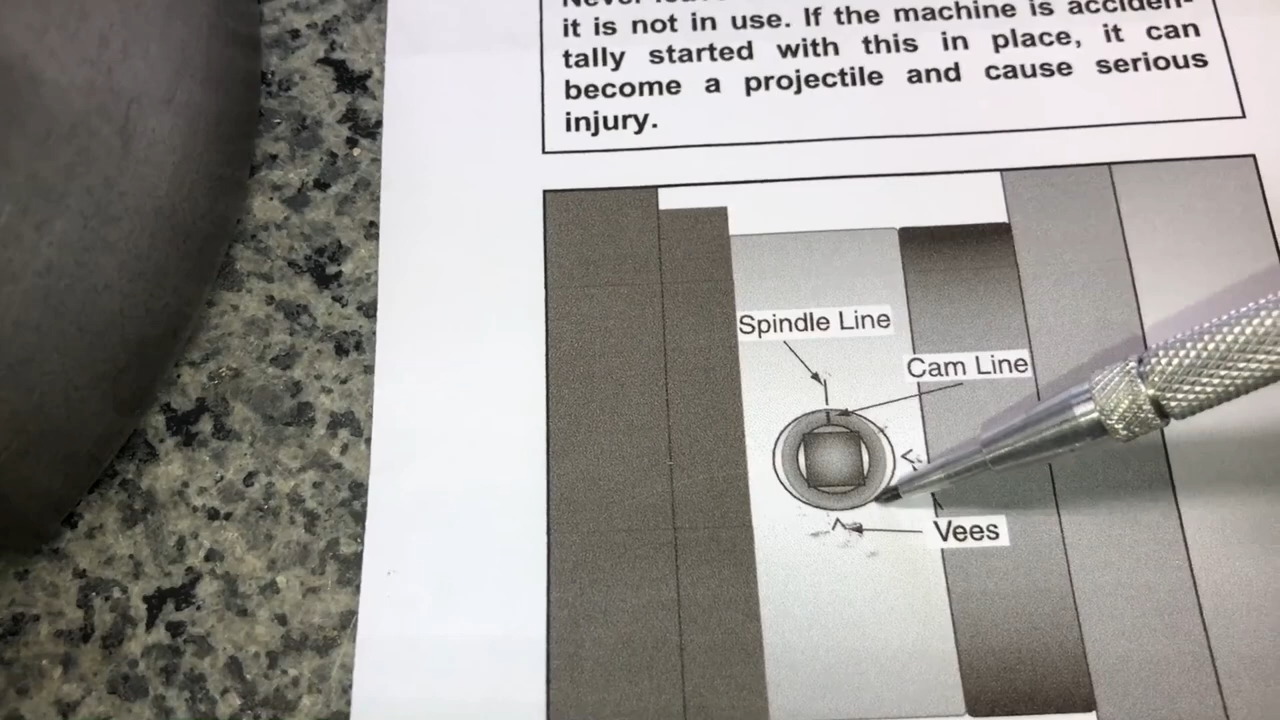 it is not in use. If the machine is acciden-
tally started with this in place, it can
become a projectile and cause serious
injury.
Spindle Line
Cam Line
Vees